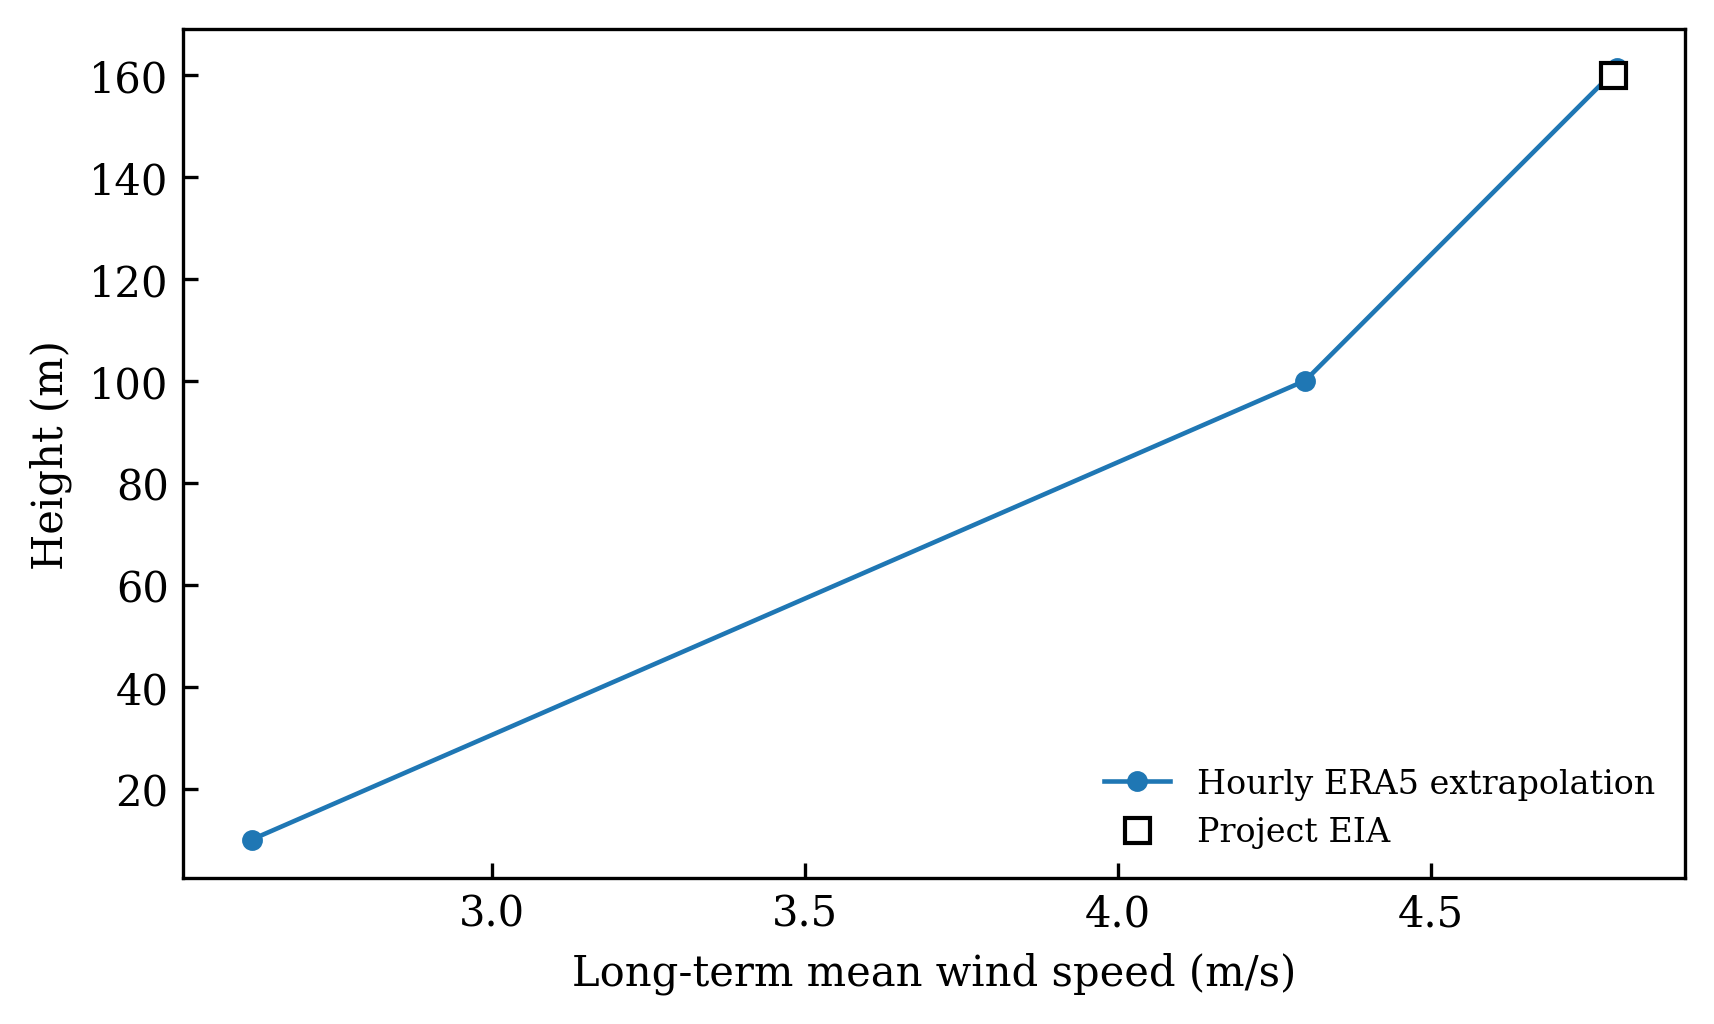 160
140
120
100
80
60
40
20
Height (m)
Hourly ERA5 extrapolation
Project EIA
3.0 3.5 4.0 4.5
Long-term mean wind speed (m/s)